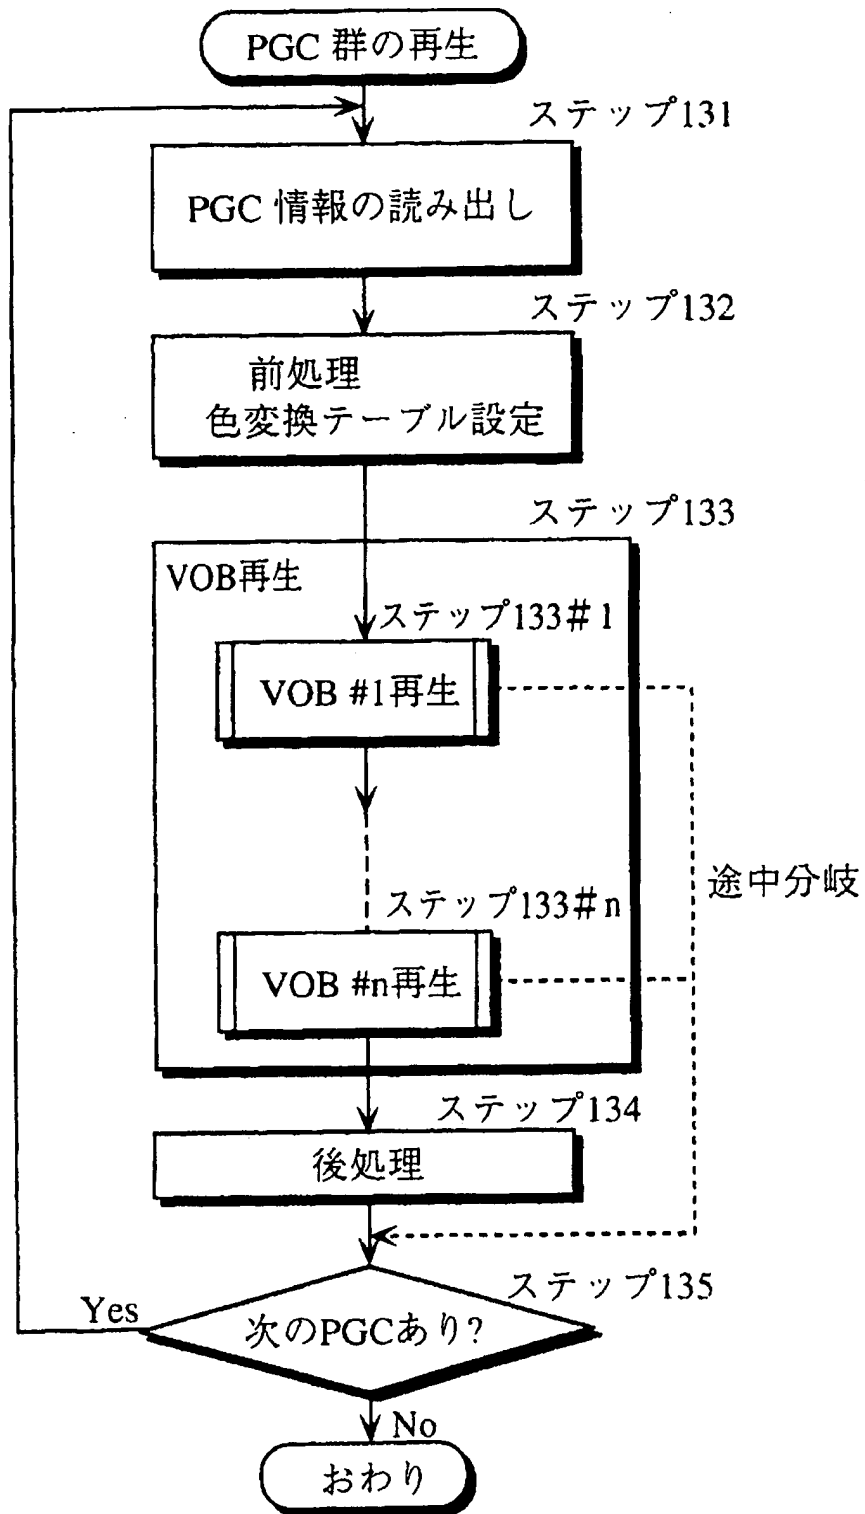 PGC 群の再生
ステップ131
PGC 情報の読み出し
ステップ132
前処理
色変換テーブル設定
ステップ133
VOB再生
ステップ133#1
VOB #1再生
途中分岐
ステップ133#n
VOB #n再生
ステップ134
後処理
ステップ135
Yes
次のPGCあり?
No
おわり